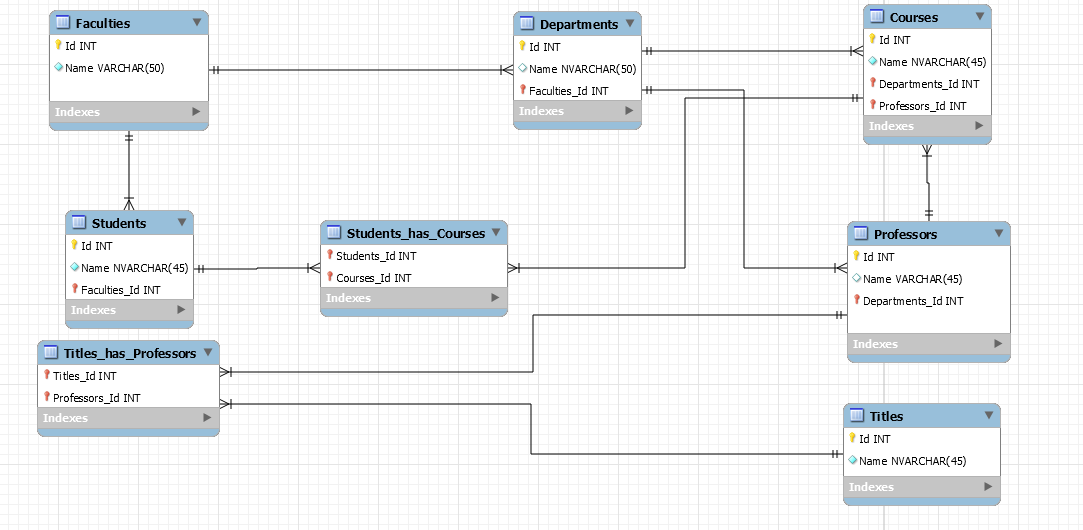 Faculties
Id INT
Name VARCHAR(50)
Indexes
Departments
Id INT
Name NVARCHAR(50)
Faculties_Id INT
Indexes
Courses
Id INT
Name NVARCHAR(45)
Departments_Id INT
Professors_Id INT
Indexes
Students
Id INT
Name NVARCHAR(45)
Faculties_Id INT
Indexes
Students_has_Courses
Students_Id INT
Courses_Id INT
Indexes
Professors
Id INT
Name VARCHAR(45)
Departments_Id INT
Indexes
Titles_has_Professors
Titles_Id INT
Professors_Id INT
Indexes
Titles
Id INT
Name NVARCHAR(45)
Indexes